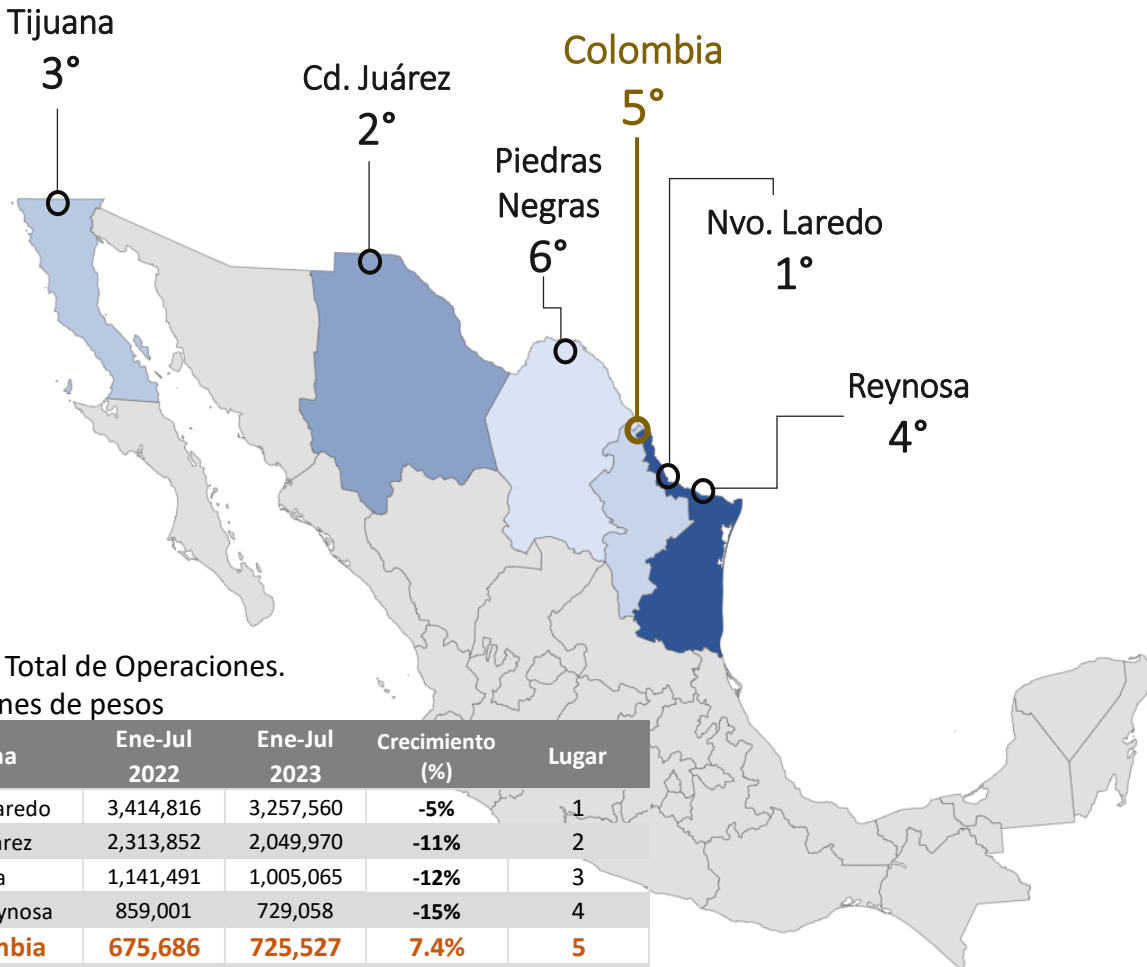 Tijuana
3°
Cd. Juárez
2°
Colombia
5°
Piedras
Negras
6°
Nvo. Laredo
1°
Reynosa
4°
Total de Operaciones.
nes de pesos
na Ene-Jul 2022 Ene-Jul 2023 Crecimiento (%) Lugar
aredo 3,414,816 3,257,560 -5% 1
árez 2,313,852 2,049,970 -11% 2
a 1,141,491 1,005,065 -12% 3
ynosa 859,001 729,058 -15% 4
mbia 675,686 725,527 7.4% 5